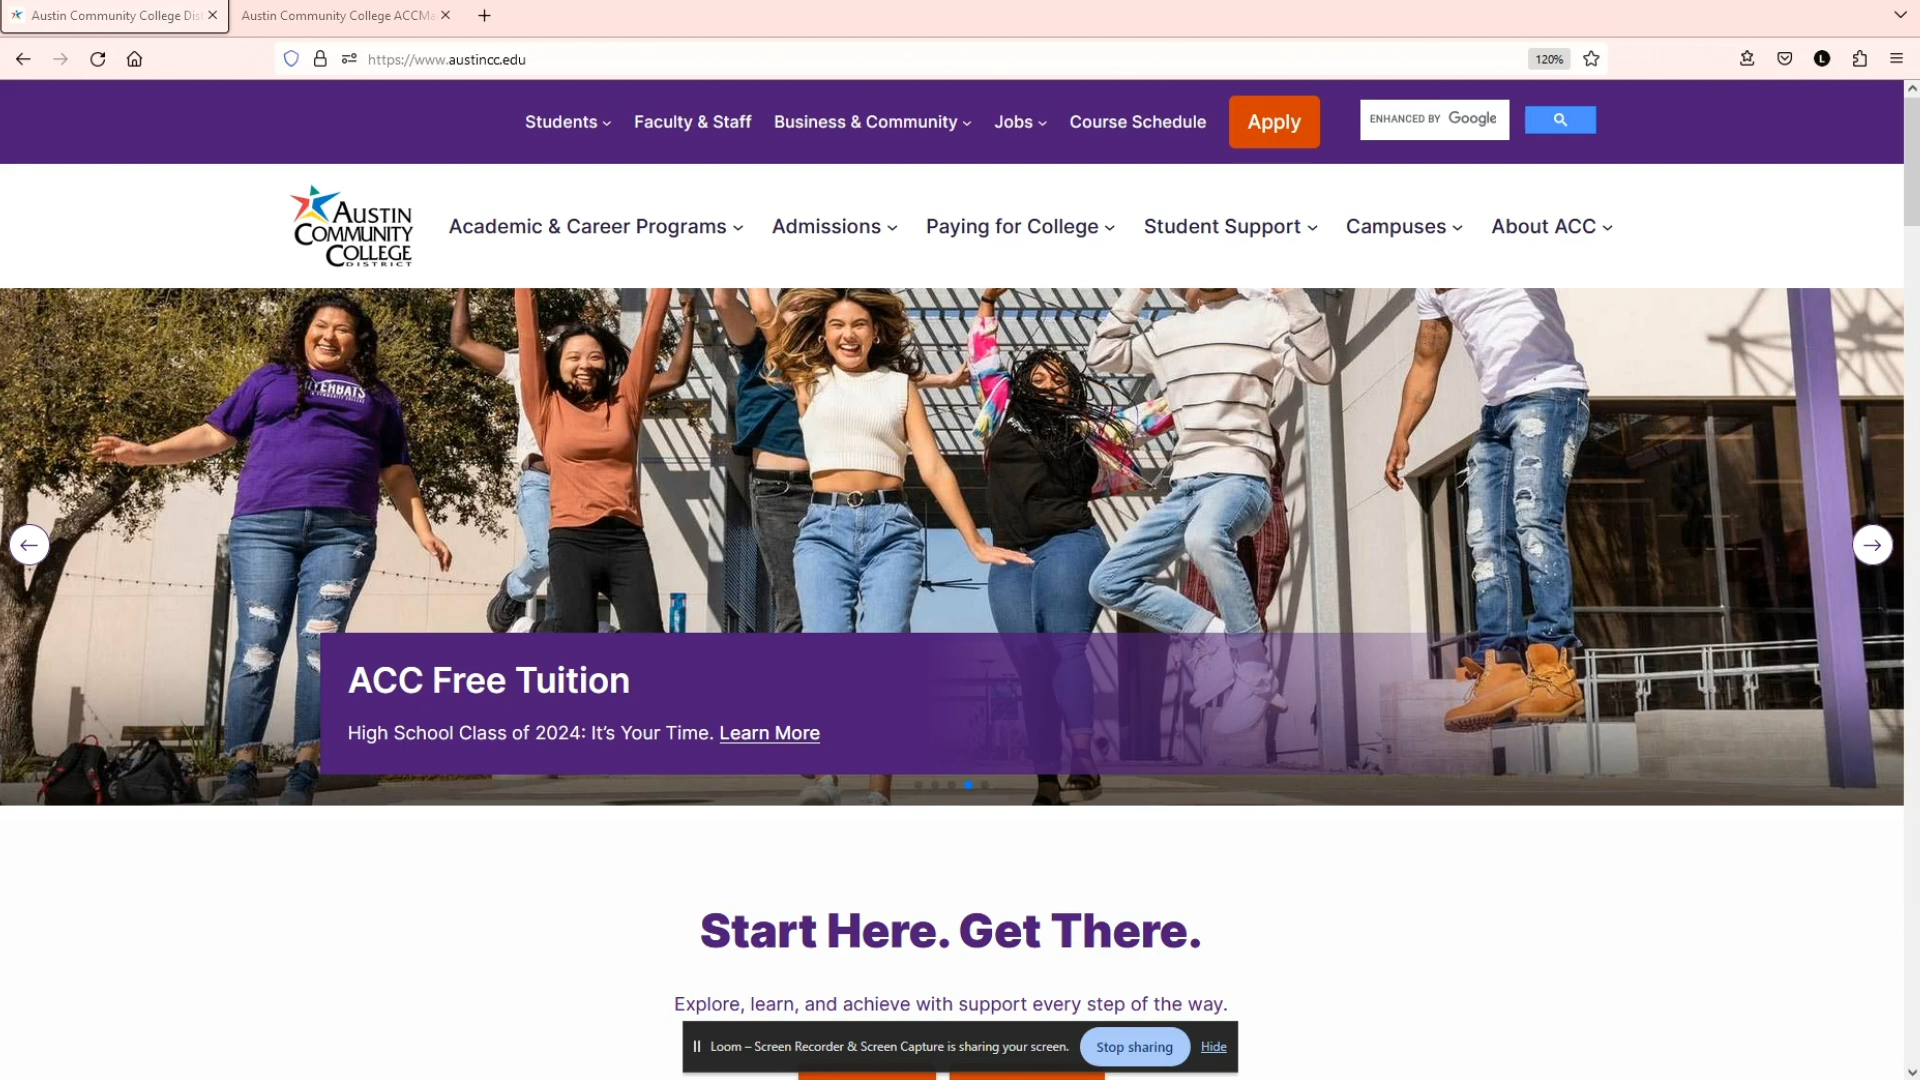 Austin Community College Dis
Austin Community College ACCMa
https://www.austincc.edu
120%
L
Students
Faculty & Staff
Business & Community
Jobs
Course Schedule
Apply
ENHANCED BY Google
AUSTIN
COMMUNITY
COLLEGE
DISTRICT
Academic & Career Programs
Admissions
Paying for College
Student Support
Campuses
About ACC
ACC Free Tuition
High School Class of 2024: It’s Your Time. Learn More
Start Here. Get There.
Explore, learn, and achieve with support every step of the way.
Loom – Screen Recorder & Screen Capture is sharing your screen.
Stop sharing
Hide